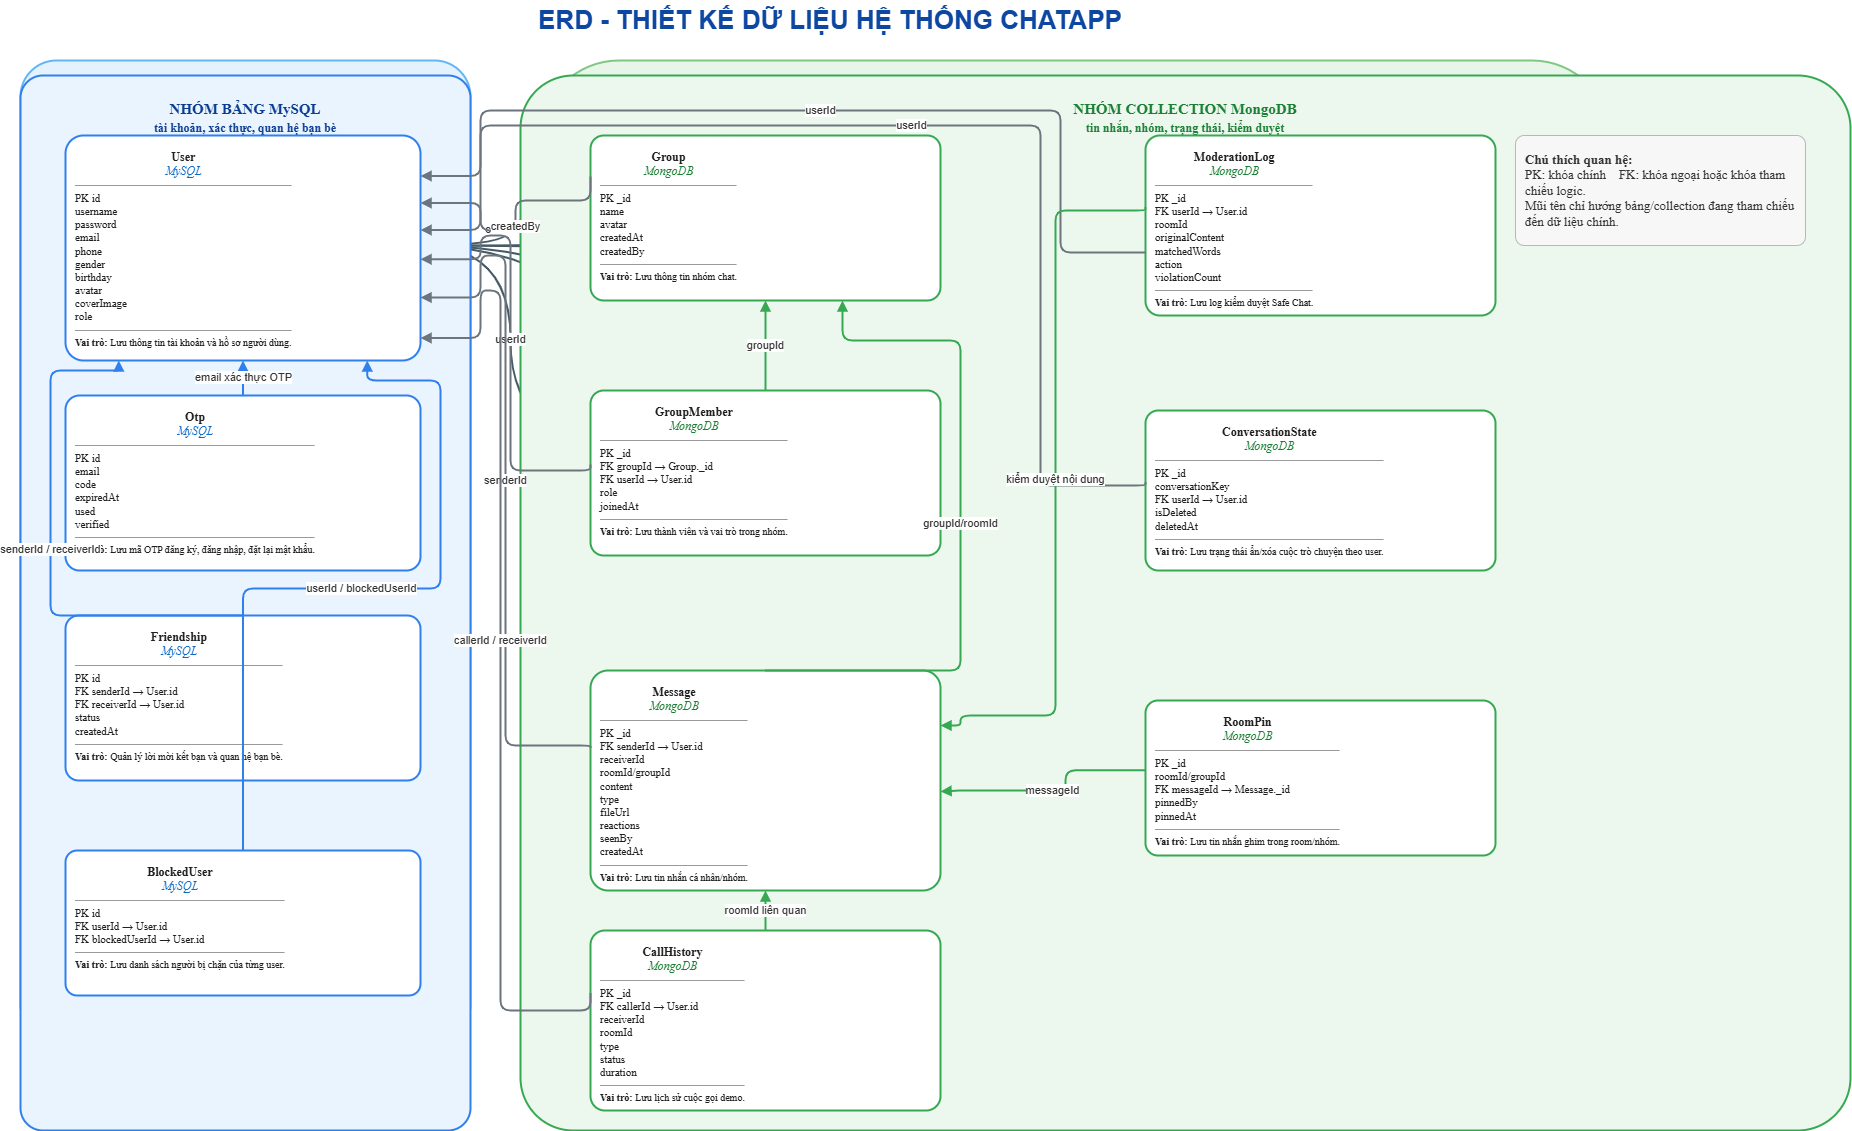 ERD - THIẾT KẾ DỮ LIỆU HỆ THỐNG CHATAPP
NHÓM BẢNG MySQL
tài khoản, xác thực, quan hệ bạn bè
User
MySQL
PK id
username
password
email
phone
gender
birthday
avatar
coverImage
role
Vai trò: Lưu thông tin tài khoản và hồ sơ người dùng.
email xác thực OTP
Otp
MySQL
PK id
email
code
expiredAt
used
verified
senderId / receiverId
ò: Lưu mã OTP đăng ký, đăng nhập, đặt lại mật khẩu.
userId / blockedUserId
Friendship
MySQL
PK id
FK senderId → User.id
FK receiverId → User.id
status
createdAt
Vai trò: Quản lý lời mời kết bạn và quan hệ bạn bè.
BlockedUser
MySQL
PK id
FK userId → User.id
FK blockedUserId → User.id
Vai trò: Lưu danh sách người bị chặn của từng user.
NHÓM COLLECTION MongoDB
tin nhắn, nhóm, trạng thái, kiểm duyệt
userId
userId
createdBy
userId
senderId
callerId / receiverId
Group
MongoDB
PK _id
name
avatar
createdAt
createdBy
Vai trò: Lưu thông tin nhóm chat.
groupId
GroupMember
MongoDB
PK _id
FK groupId → Group._id
FK userId → User.id
role
joinedAt
Vai trò: Lưu thành viên và vai trò trong nhóm.
groupId/roomId
kiểm duyệt nội dung
Message
MongoDB
PK _id
FK senderId → User.id
receiverId
roomId/groupId
content
type
fileUrl
reactions
seenBy
createdAt
Vai trò: Lưu tin nhắn cá nhân/nhóm.
messageId
roomId liên quan
CallHistory
MongoDB
PK _id
FK callerId → User.id
receiverId
roomId
type
status
duration
Vai trò: Lưu lịch sử cuộc gọi demo.
ModerationLog
MongoDB
PK _id
FK userId → User.id
roomId
originalContent
matchedWords
action
violationCount
Vai trò: Lưu log kiểm duyệt Safe Chat.
ConversationState
MongoDB
PK _id
conversationKey
FK userId → User.id
isDeleted
deletedAt
Vai trò: Lưu trạng thái ẩn/xóa cuộc trò chuyện theo user.
RoomPin
MongoDB
PK _id
roomId/groupId
FK messageId → Message._id
pinnedBy
pinnedAt
Vai trò: Lưu tin nhắn ghim trong room/nhóm.
Chú thích quan hệ:
PK: khóa chính FK: khóa ngoại hoặc khóa tham
chiếu logic.
Mũi tên chỉ hướng bảng/collection đang tham chiếu
đến dữ liệu chính.